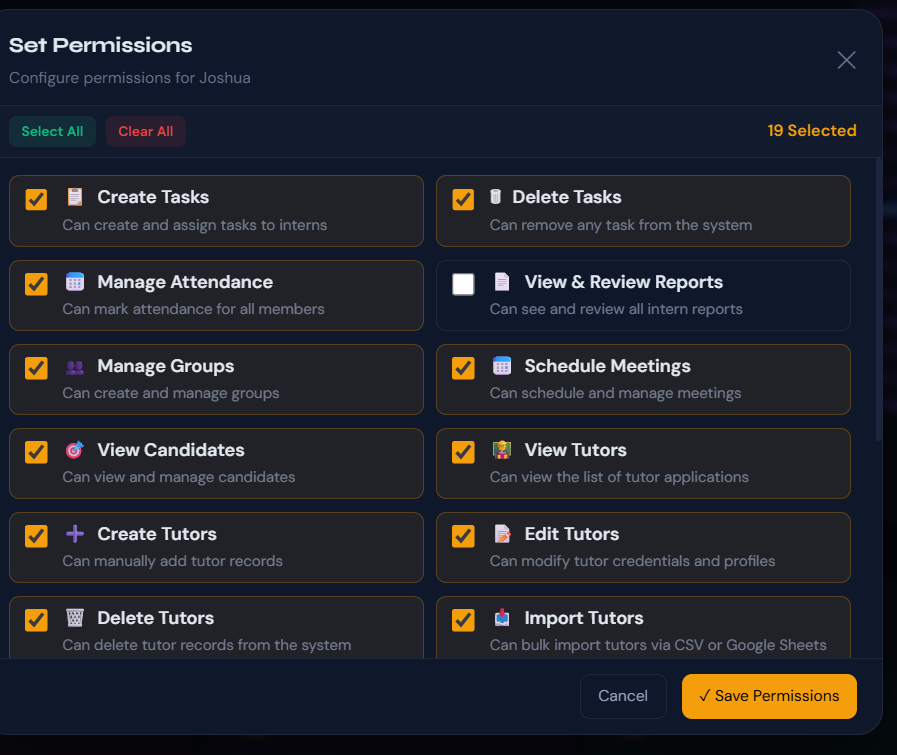 Set Permissions
Configure permissions for Joshua
Select All
Clear All
19 Selected
Create Tasks
Can create and assign tasks to interns
Delete Tasks
Can remove any task from the system
Manage Attendance
Can mark attendance for all members
View & Review Reports
Can see and review all intern reports
Manage Groups
Can create and manage groups
Schedule Meetings
Can schedule and manage meetings
View Candidates
Can view and manage candidates
View Tutors
Can view the list of tutor applications
Create Tutors
Can manually add tutor records
Edit Tutors
Can modify tutor credentials and profiles
Delete Tutors
Can delete tutor records from the system
Import Tutors
Can bulk import tutors via CSV or Google Sheets
Cancel
✓ Save Permissions